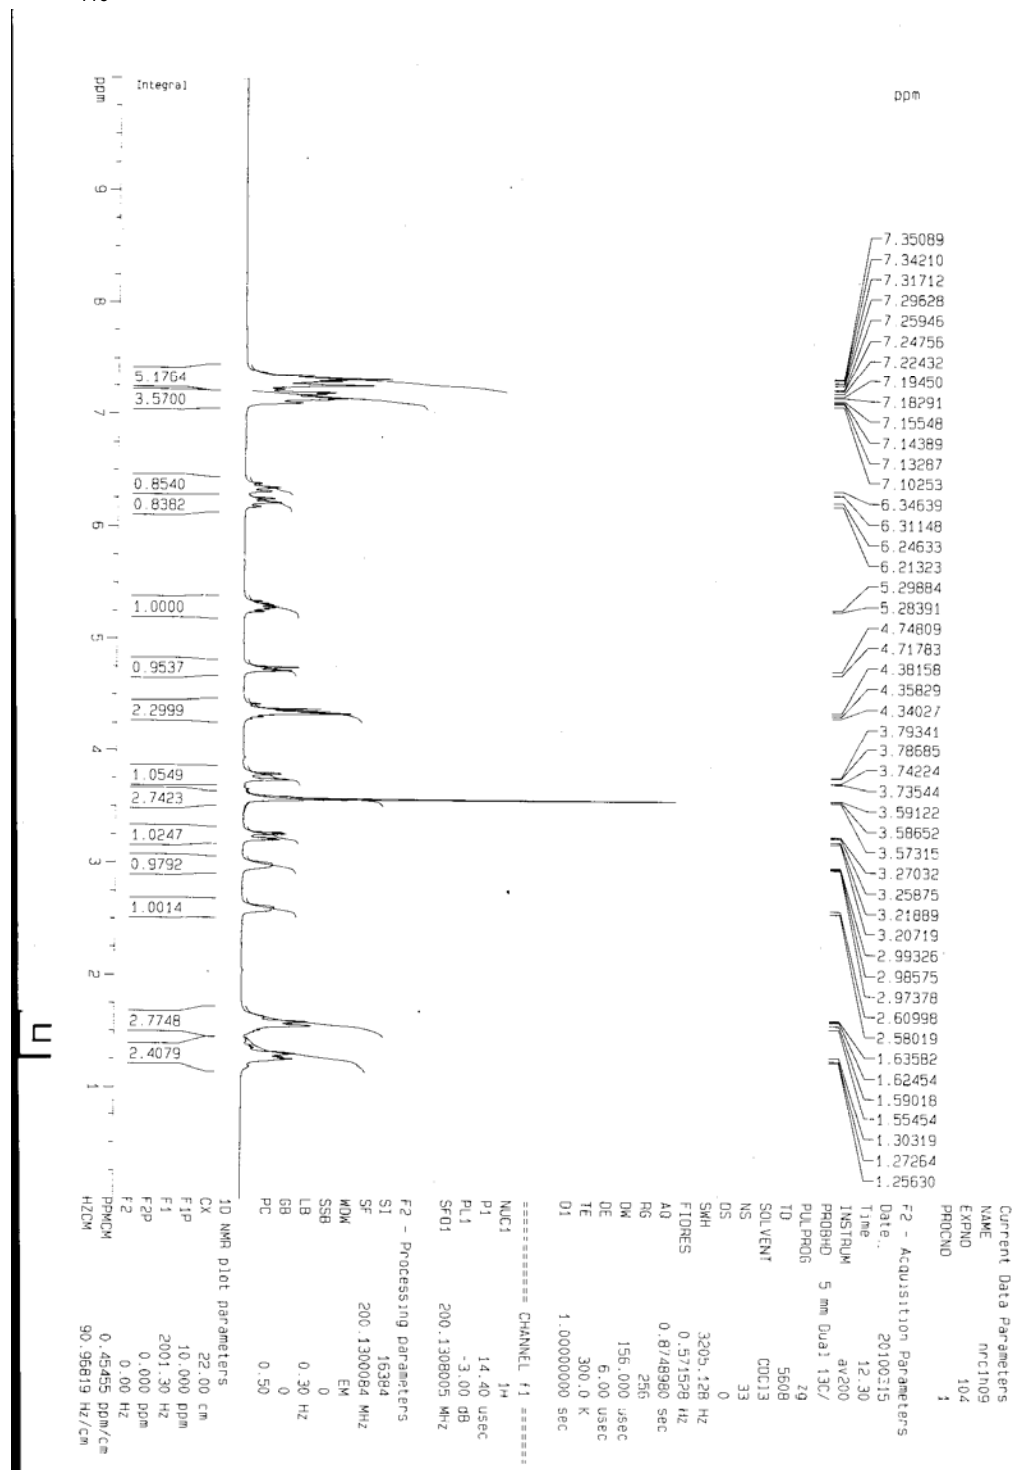 ppm
7.35089
7.34210
7.31712
7.29628
7.25946
7.24756
7.22432
7.19450
7.18291
7.15548
7.14389
7.13287
7.10253
6.34639
6.31148
6.24633
6.21323
5.29884
5.28391
4.74809
4.71783
4.38158
4.35829
4.34027
3.79341
3.78685
3.74224
3.73544
3.59122
3.58652
3.57315
3.27032
3.25875
3.21889
3.20719
2.99326
2.98575
2.97378
2.60998
2.58019
1.63582
1.62454
1.59018
1.55454
1.30319
1.27264
1.25630
Integral
5.1764
3.5700
0.8540
0.8382
1.0000
0.9537
2.2999
1.0549
2.7423
1.0247
0.9792
1.0014
2.7748
2.4079
ppm
9
8
7
6
5
4
3
2
1
Current Data Parameters
NAME nrc1h09
EXPNO 104
PROCNO 1
F2 - Acquisition Parameters
Date_ 20100215
Time 12.30
INSTRUM av200
PROBHD 5 mm Dual 13C/
PULPROG zg
TD 5608
SOLVENT CDCl3
NS 33
DS 0
SWH 3205.128 Hz
FIDRES 0.571528 Hz
AQ 0.8748980 sec
RG 256
DW 156.000 usec
DE 6.00 usec
TE 300.0 K
D1 1.00000000 sec
============ CHANNEL f1 ========
NUC1 1H
P1 14.40 usec
PL1 -3.00 dB
SFO1 200.1308005 MHz
F2 - Processing parameters
SI 16384
SF 200.1300084 MHz
WDW EM
SSB 0
LB 0.30 Hz
GB 0
PC 0.50
1D NMR plot parameters
CX 22.00 cm
F1P 10.000 ppm
F1 2001.30 Hz
F2P 0.000 ppm
F2 0.00 Hz
PPMCM 0.45455 ppm/cm
HZCM 90.96819 Hz/cm